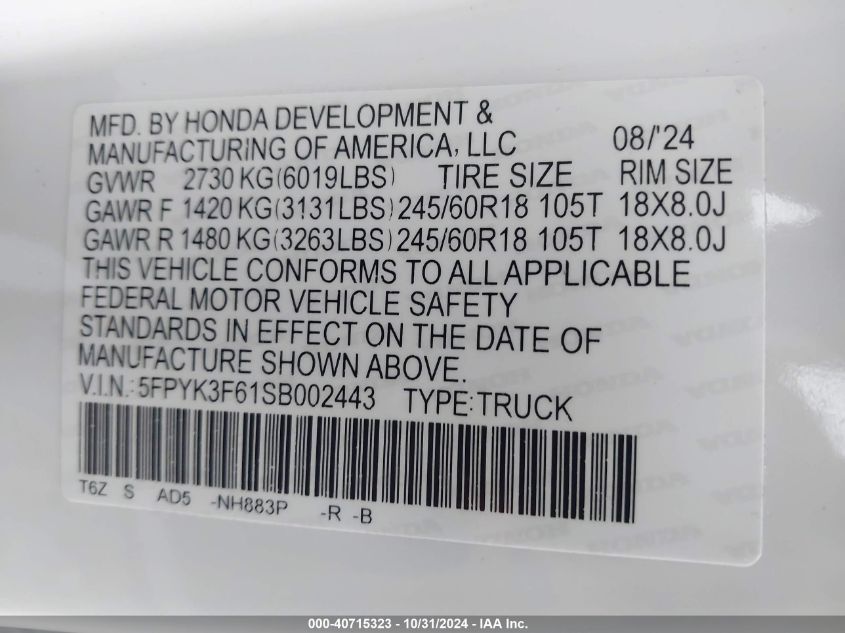 MFD. BY HONDA DEVELOPMENT &
MANUFACTURING OF AMERICA, LLC 08/'24
GVWR 2730 KG(6019LBS) TIRE SIZE RIM SIZE
GAWR F 1420 KG(3131LBS) 245/60R18 105T 18X8.0J
GAWR R 1480 KG(3263LBS) 245/60R18 105T 18X8.0J
THIS VEHICLE CONFORMS TO ALL APPLICABLE
FEDERAL MOTOR VEHICLE SAFETY
STANDARDS IN EFFECT ON THE DATE OF
MANUFACTURE SHOWN ABOVE.
V.I.N.: 5FPYK3F61SB002443 TYPE: TRUCK
T6Z S AD5 -NH883P -R -B
000-40715323 - 10/31/2024 - IAA Inc.